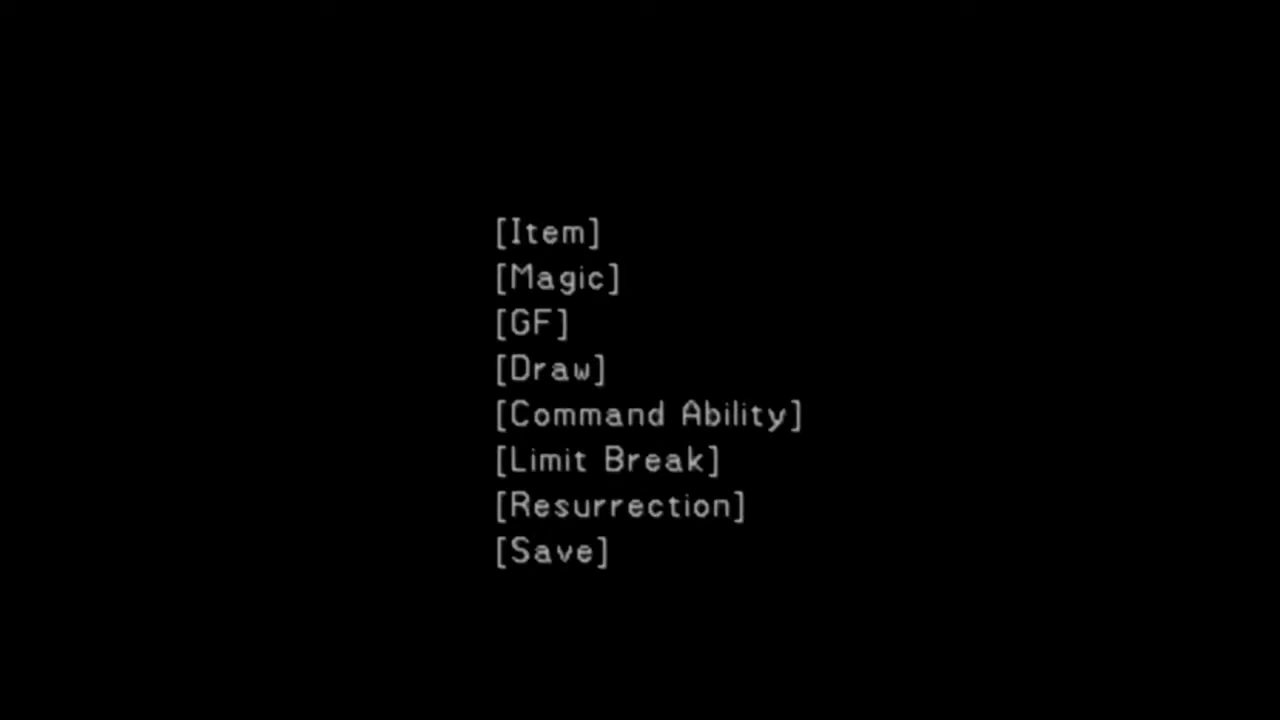 [Item]
[Magic]
[GF]
[Draw]
[Command Ability]
[Limit Break]
[Resurrection]
[Save]